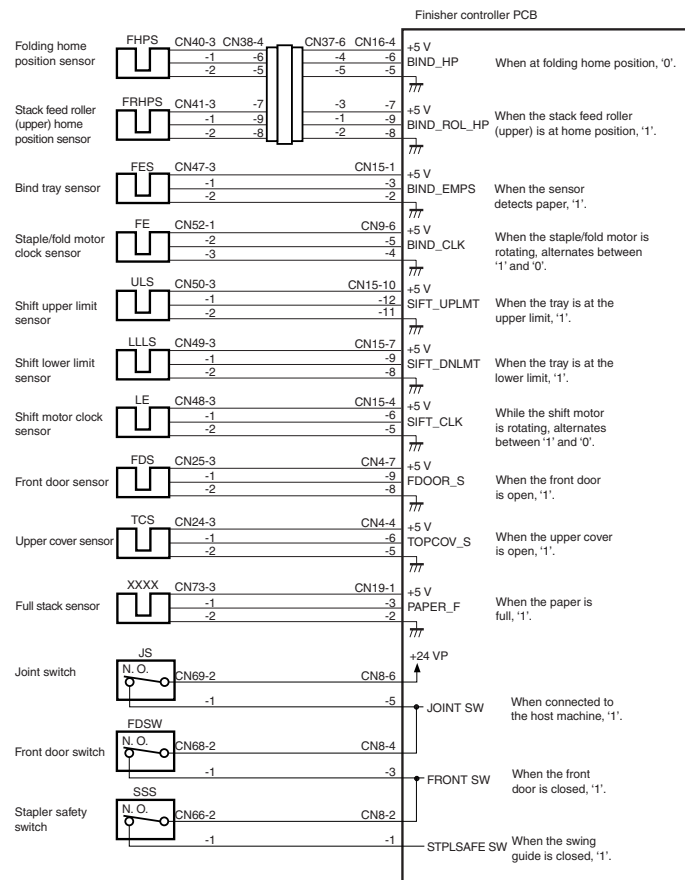 Finisher controller PCB
Folding home
position sensor
FHPS
CN40-3 CN38-4 CN37-6 CN16-4
-1 -6 -4 -6
-2 -5 -5 -5
+5 V
BIND_HP
When at folding home position, ‘0’.
Stack feed roller
(upper) home
position sensor
FRHPS
CN41-3 -7 -3 -7
-1 -9 -1 -9
-2 -8 -2 -8
+5 V
BIND_ROL_HP
When the stack feed roller
(upper) is at home position, ‘1’.
Bind tray sensor
FES
CN47-3 CN15-1
-1 -3
-2 -2
+5 V
BIND_EMPS
When the sensor
detects paper, ‘1’.
Staple/fold motor
clock sensor
FE
CN52-1 CN9-6
-2 -5
-3 -4
+5 V
BIND_CLK
When the staple/fold motor is
rotating, alternates between
‘1’ and ‘0’.
Shift upper limit
sensor
ULS
CN50-3 CN15-10
-1 -12
-2 -11
+5 V
SIFT_UPLMT
When the tray is at the
upper limit, ‘1’.
Shift lower limit
sensor
LLLS
CN49-3 CN15-7
-1 -9
-2 -8
+5 V
SIFT_DNLMT
When the tray is at the
lower limit, ‘1’.
Shift motor clock
sensor
LE
CN48-3 CN15-4
-1 -6
-2 -5
+5 V
SIFT_CLK
While the shift motor
is rotating, alternates
between ‘1’ and ‘0’.
Front door sensor
FDS
CN25-3 CN4-7
-1 -9
-2 -8
+5 V
FDOOR_S
When the front door
is open, ‘1’.
Upper cover sensor
TCS
CN24-3 CN4-4
-1 -6
-2 -5
+5 V
TOPCOV_S
When the upper cover
is open, ‘1’.
Full stack sensor
XXXX
CN73-3 CN19-1
-1 -3
-2 -2
+5 V
PAPER_F
When the paper is
full, ‘1’.
Joint switch
JS
N. O.
CN69-2 CN8-6
-1 -5
+24 VP
JOINT SW
When connected to
the host machine, ‘1’.
Front door switch
FDSW
N. O.
CN68-2 CN8-4
-1 -3
FRONT SW
When the front
door is closed, ‘1’.
Stapler safety
switch
SSS
N. O.
CN66-2 CN8-2
-1 -1
STPLSAFE SW
When the swing
guide is closed, ‘1’.